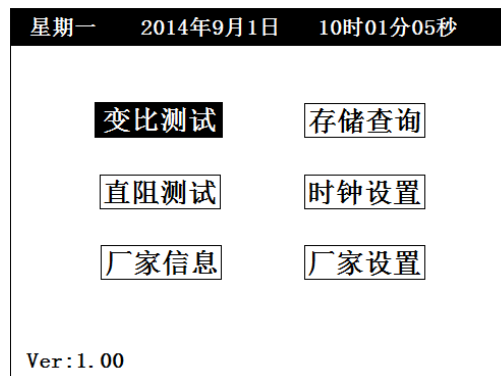 星期一 2014年9月1日 10时01分05秒
变比测试 存储查询
直阻测试 时钟设置
厂家信息 厂家设置
Ver:1.00